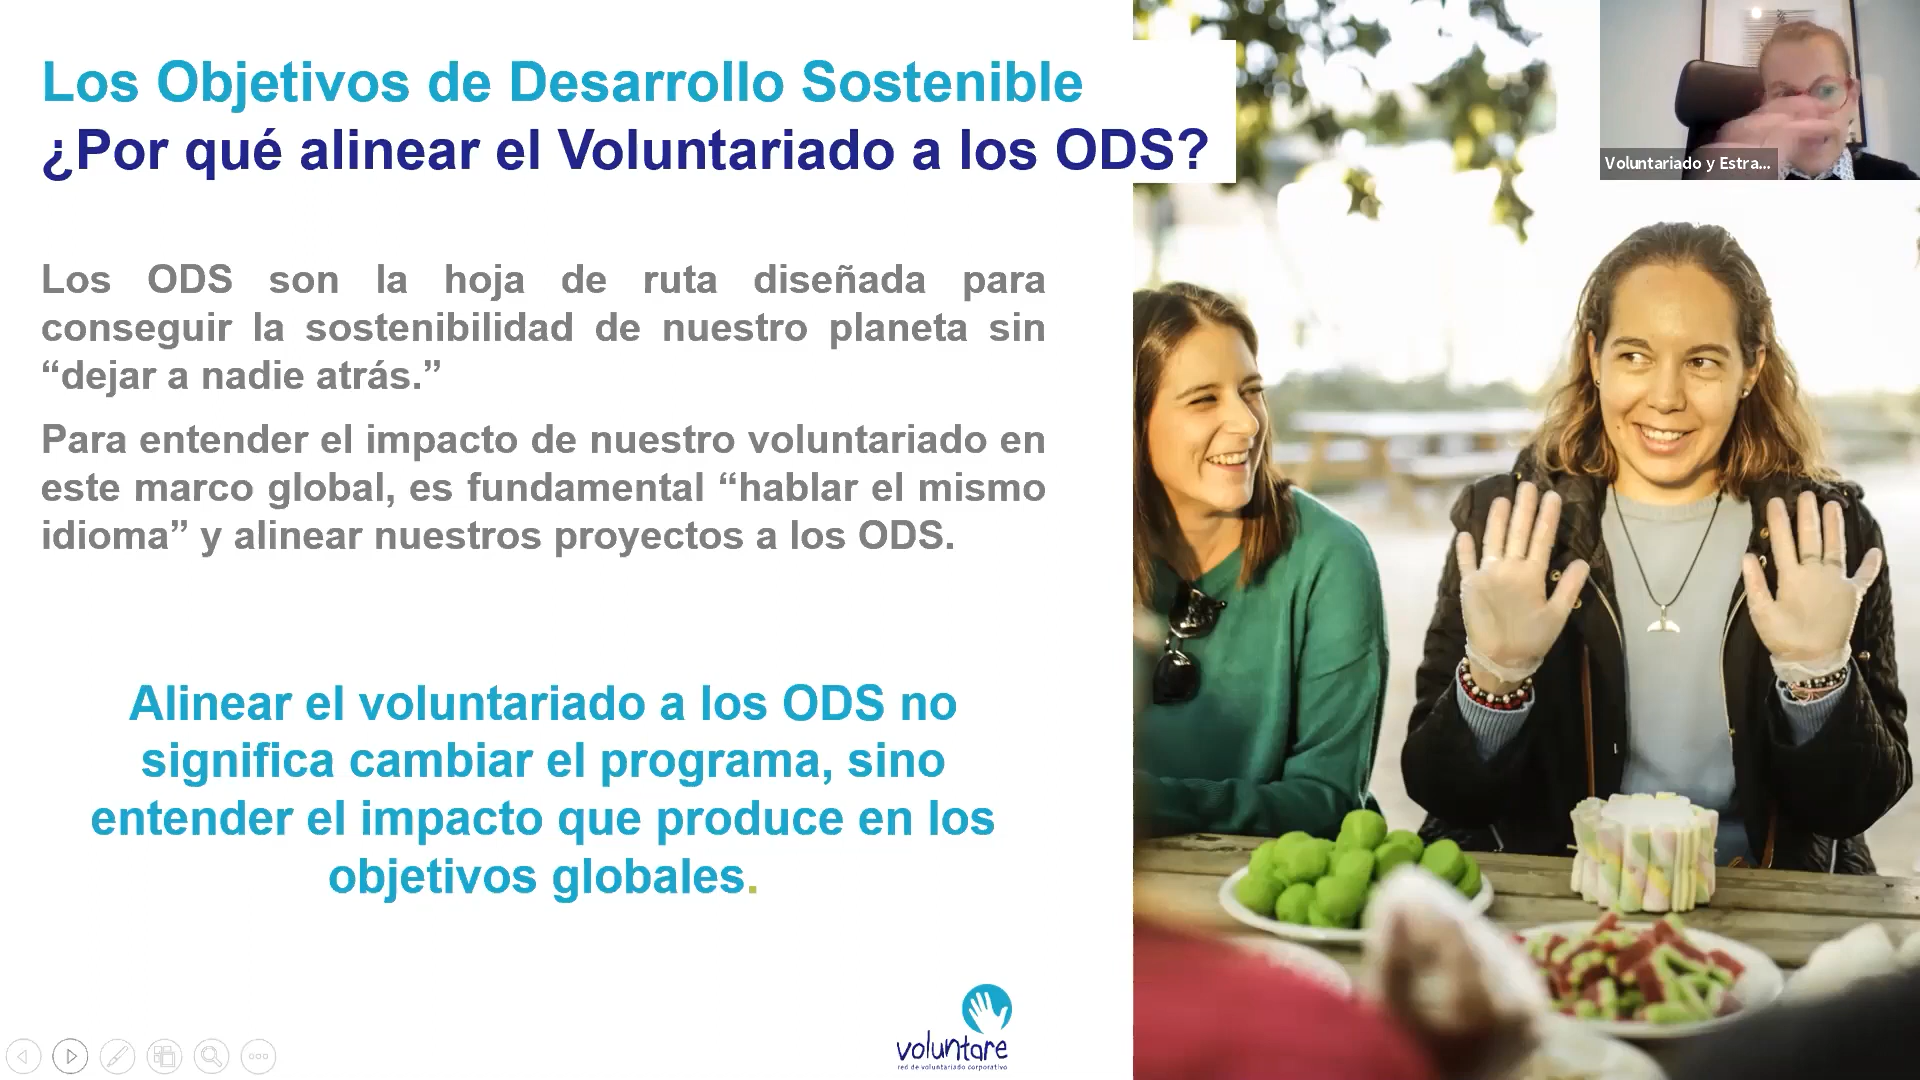 Los Objetivos de Desarrollo Sostenible
¿Por qué alinear el Voluntariado a los ODS?
Voluntariado y Estra...
Los ODS son la hoja de ruta diseñada para
conseguir la sostenibilidad de nuestro planeta sin
“dejar a nadie atrás.”
Para entender el impacto de nuestro voluntariado en
este marco global, es fundamental “hablar el mismo
idioma” y alinear nuestros proyectos a los ODS.
Alinear el voluntariado a los ODS no
significa cambiar el programa, sino
entender el impacto que produce en los
objetivos globales.
voluntare
red de voluntariado corporativo